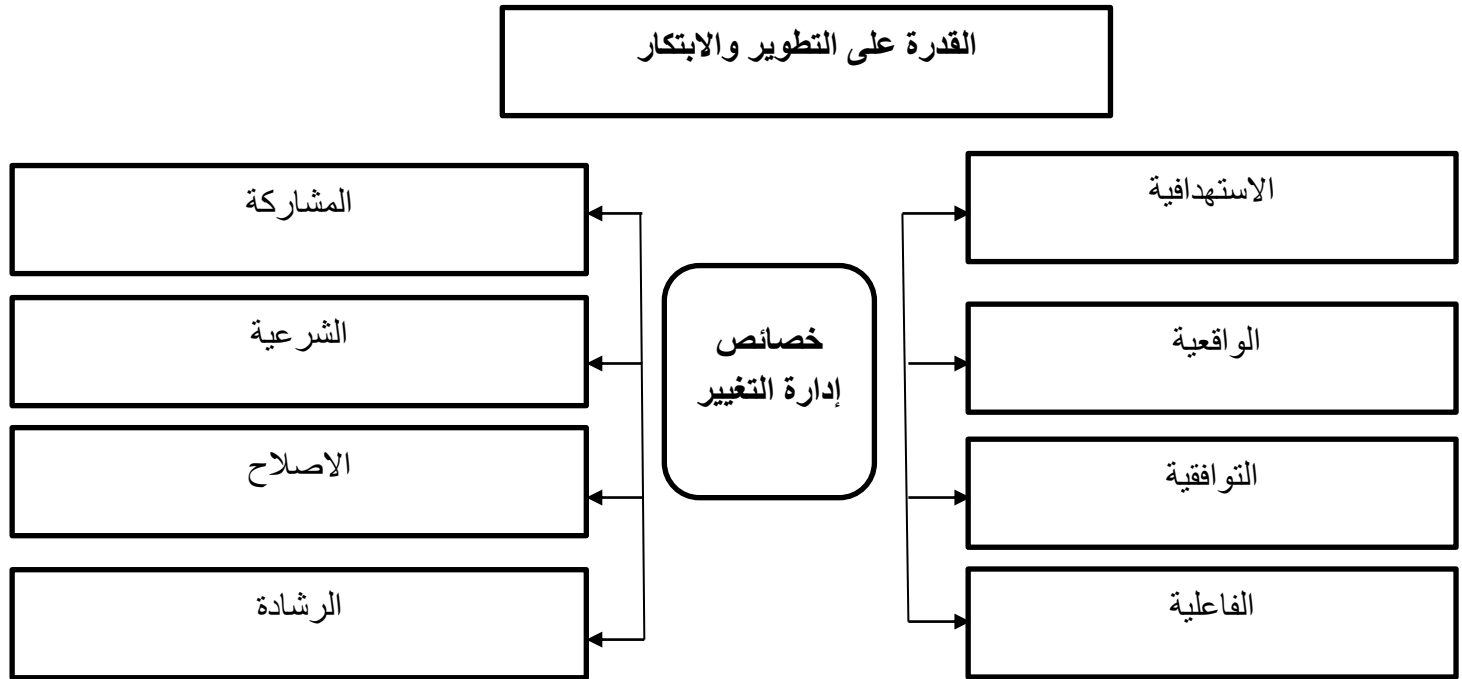 القدرة على التطوير والابتكار
الاستهدافية
المشاركة
الواقعية
الشرعية
خصائص
إدارة التغيير
التوافقية
الاصلاح
الفاعلية
الرشادة